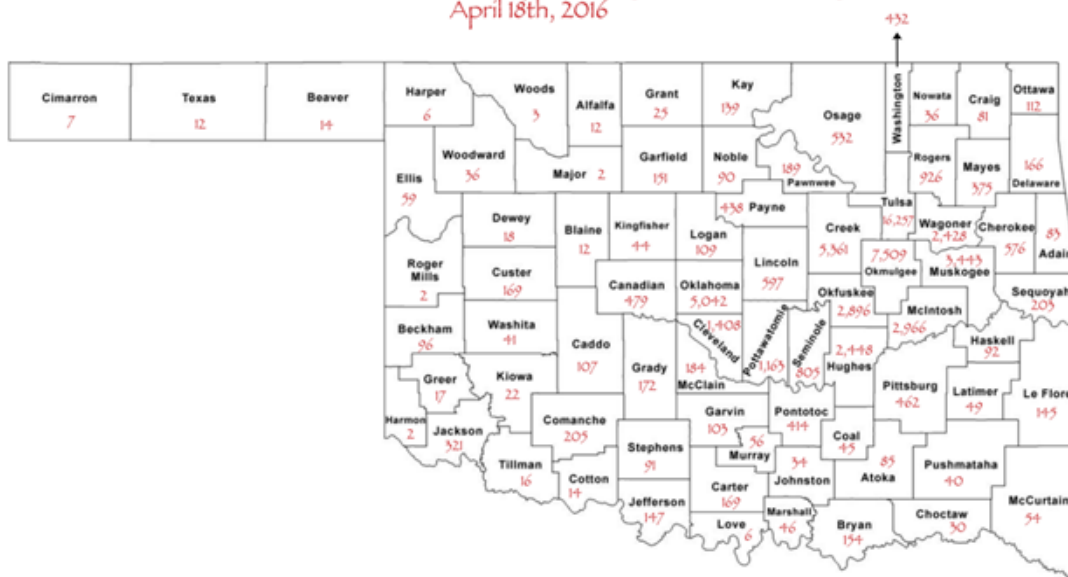 April 18th, 2016
432
Cimarron
7
Texas
12
Beaver
14
Harper
6
Woods
3
Alfalfa
12
Grant
25
Kay
139
Osage
532
Washington
Nowata
36
Craig
81
Ottawa
112
Ellis
59
Woodward
36
Major 2
Garfield
151
Noble
90
189
Pawnwee
Rogers
926
Mayes
375
166
Delaware
Dewey
18
Blaine
12
Kingfisher
44
Logan
109
438 Payne
Creek
5,361
Tulsa
16,257
Wagoner
2,428
Cherokee
576
83
Adair
Roger
Mills
2
Custer
169
Canadian
479
Oklahoma
5,042
Lincoln
597
7,509
Okmulgee
3,443
Muskogee
Sequoyah
203
Okfuskee
2,896
McIntosh
2,966
Beckham
96
Washita
41
Caddo
107
Grady
172
1,408
Cleveland
184
McClain
Pottawatomie
1,163
Seminole
805
2,448
Hughes
Haskell
92
Pittsburg
462
Latimer
49
Le Flore
145
Greer
17
Kiowa
22
Harmon
2
Jackson
321
Comanche
205
Garvin
103
Pontotoc
414
Coal
45
Tillman
16
Cotton
14
Stephens
91
56
Murray
34
Johnston
85
Atoka
Pushmataha
40
McCurtain
54
Jefferson
147
Carter
169
Love 6
Marshall
46
Bryan
154
Choctaw
30